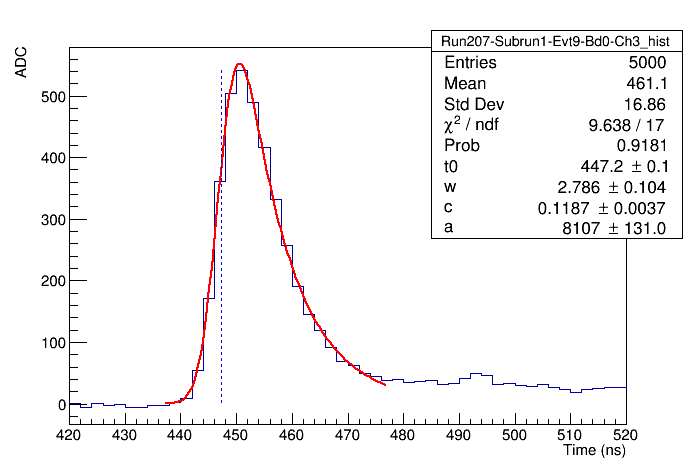 Run207-Subrun1-Evt9-Bd0-Ch3_hist
Entries 5000
Mean 461.1
Std Dev 16.86
χ² / ndf 9.638 / 17
Prob 0.9181
t0 447.2 ± 0.1
w 2.786 ± 0.104
c 0.1187 ± 0.0037
a 8107 ± 131.0
ADC
500
400
300
200
100
0
420 430 440 450 460 470 480 490 500 510 520
Time (ns)